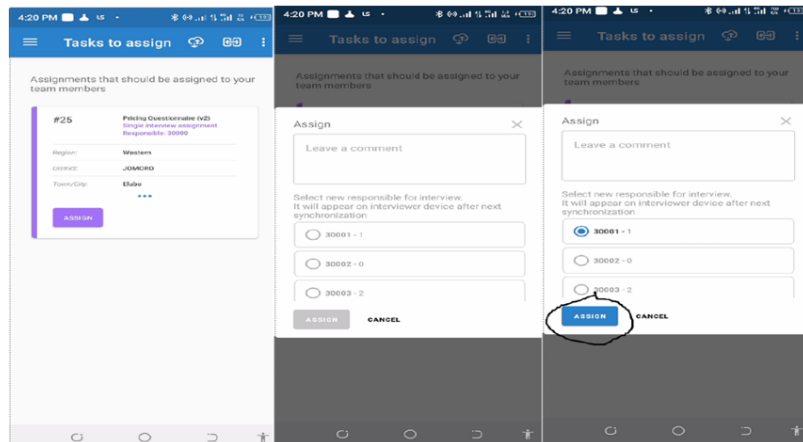 4:20 PM
Tasks to assign
Assignments that should be assigned to your
team members
#25
Pricing Questionnaire (v2)
Single interview assignment
Responsible: 30000
Region:
Western
District:
JOMORO
Town/City:
Elubo
ASSIGN
4:20 PM
Tasks to assign
Assignments that should be assigned to your
team members
Assign
Leave a comment
Select new responsible for interview.
It will appear on interviewer device after next
synchronization
30001 - 1
30002 - 0
30003 - 2
ASSIGN CANCEL
4:20 PM
Tasks to assign
Assignments that should be assigned to your
team members
Assign
Leave a comment
Select new responsible for interview.
It will appear on interviewer device after next
synchronization
30001 - 1
30002 - 0
30003 - 2
ASSIGN CANCEL